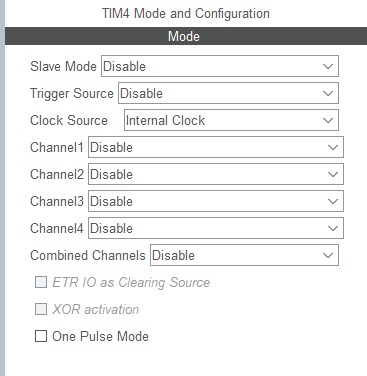 TIM4 Mode and Configuration
Mode
Slave Mode Disable
Trigger Source Disable
Clock Source Internal Clock
Channel1 Disable
Channel2 Disable
Channel3 Disable
Channel4 Disable
Combined Channels Disable
ETR IO as Clearing Source
XOR activation
One Pulse Mode